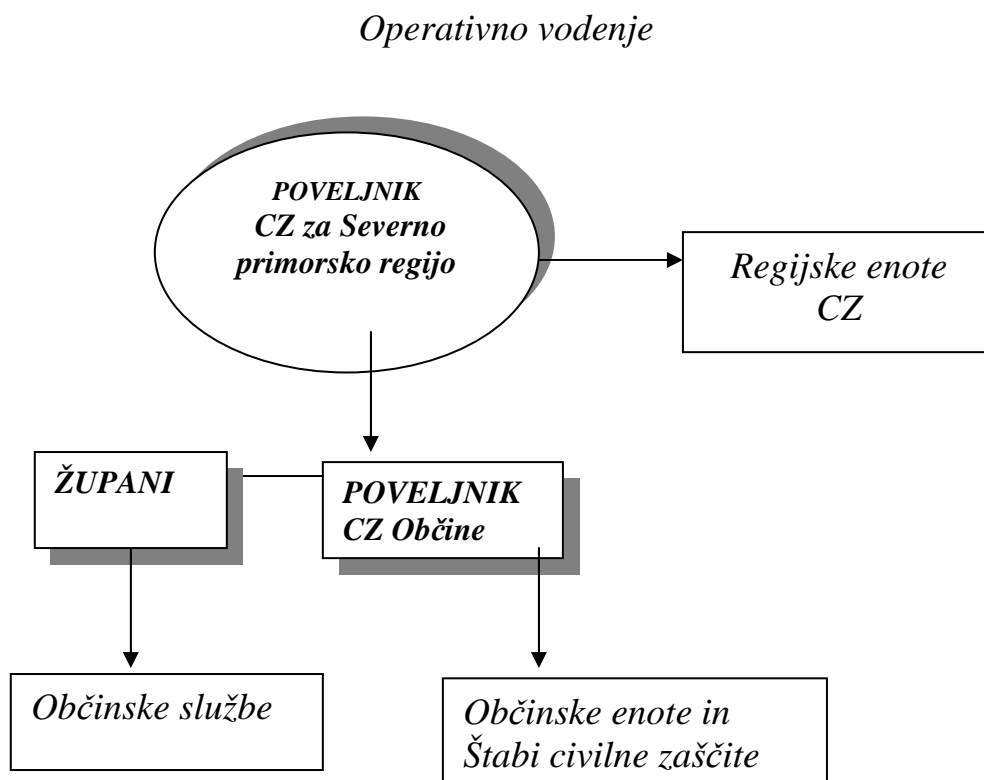 Operativno vodenje
POVELJNIK
CZ za Severno
primorsko regijo
Regijske enote
CZ
ŽUPANI
POVELJNIK
CZ Občine
Občinske službe
Občinske enote in
Štabi civilne zaščite